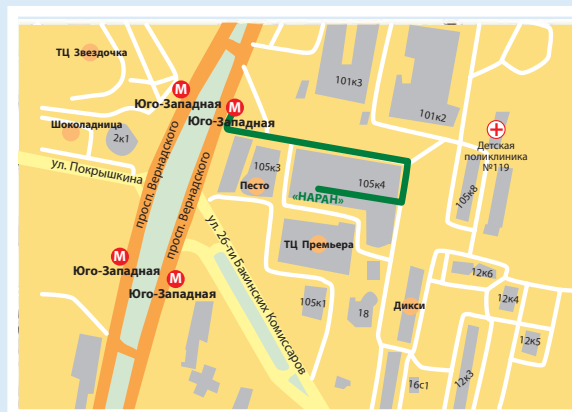 ТЦ Звездочка
М
Юго-Западная
М
Юго-Западная
101к3
101к2
Шоколадница
2к1
Детская
поликлиника
№119
ул. Покрышкина
просп. Вернадского
просп. Вернадского
105к3
Песто
105к4
«НАРАН»
105к8
ул. 26-ти Бакинских Комиссаров
ТЦ Премьера
М
Юго-Западная
М
Юго-Западная
12к6
12к4
105к1
18
Дикси
12к5
16с1
12к3